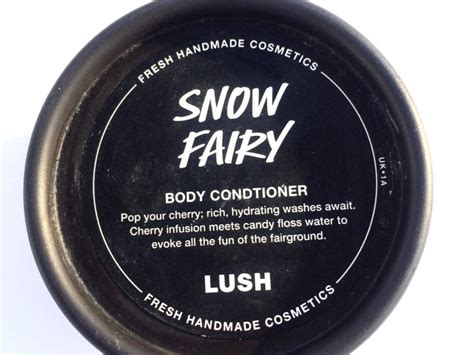 FRESH HANDMADE COSMETICS
SNOW
FAIRY
UK•1A
BODY CONDTIONER
Pop your cherry; rich, hydrating washes await.
Cherry infusion meets candy floss water to
evoke all the fun of the fairground.
LUSH
FRESH HANDMADE COSMETICS